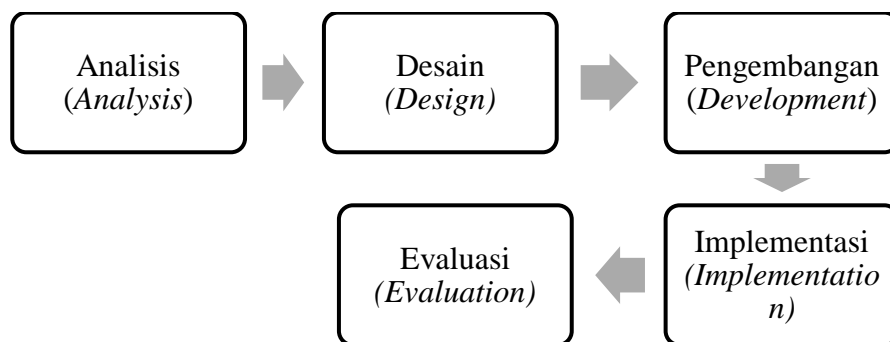 Analisis
(Analysis)
Desain
(Design)
Pengembangan
(Development)
Implementasi
(Implementatio
n)
Evaluasi
(Evaluation)